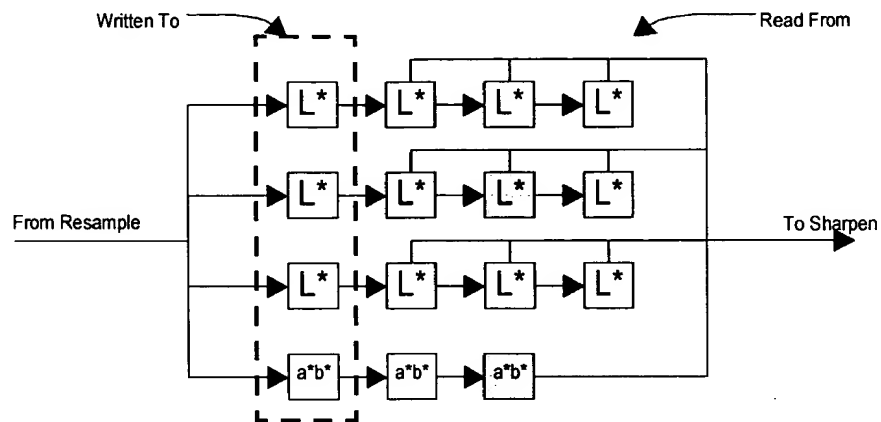 Written To
Read From
L* L* L* L*
L* L* L* L*
From Resample
To Sharpen
L* L* L* L*
a*b* a*b* a*b*